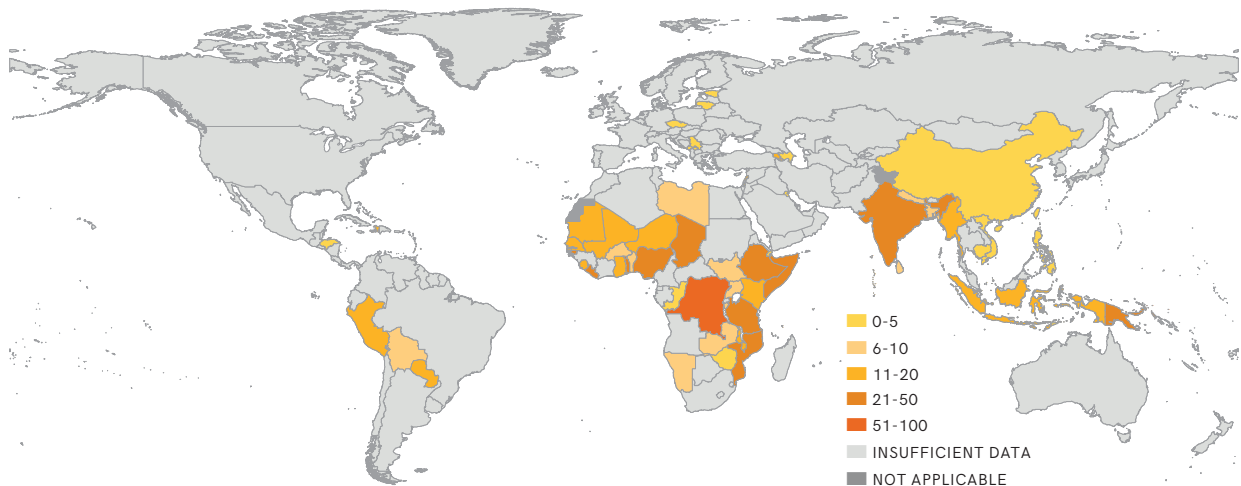 0-5
6-10
11-20
21-50
51-100
INSUFFICIENT DATA
NOT APPLICABLE